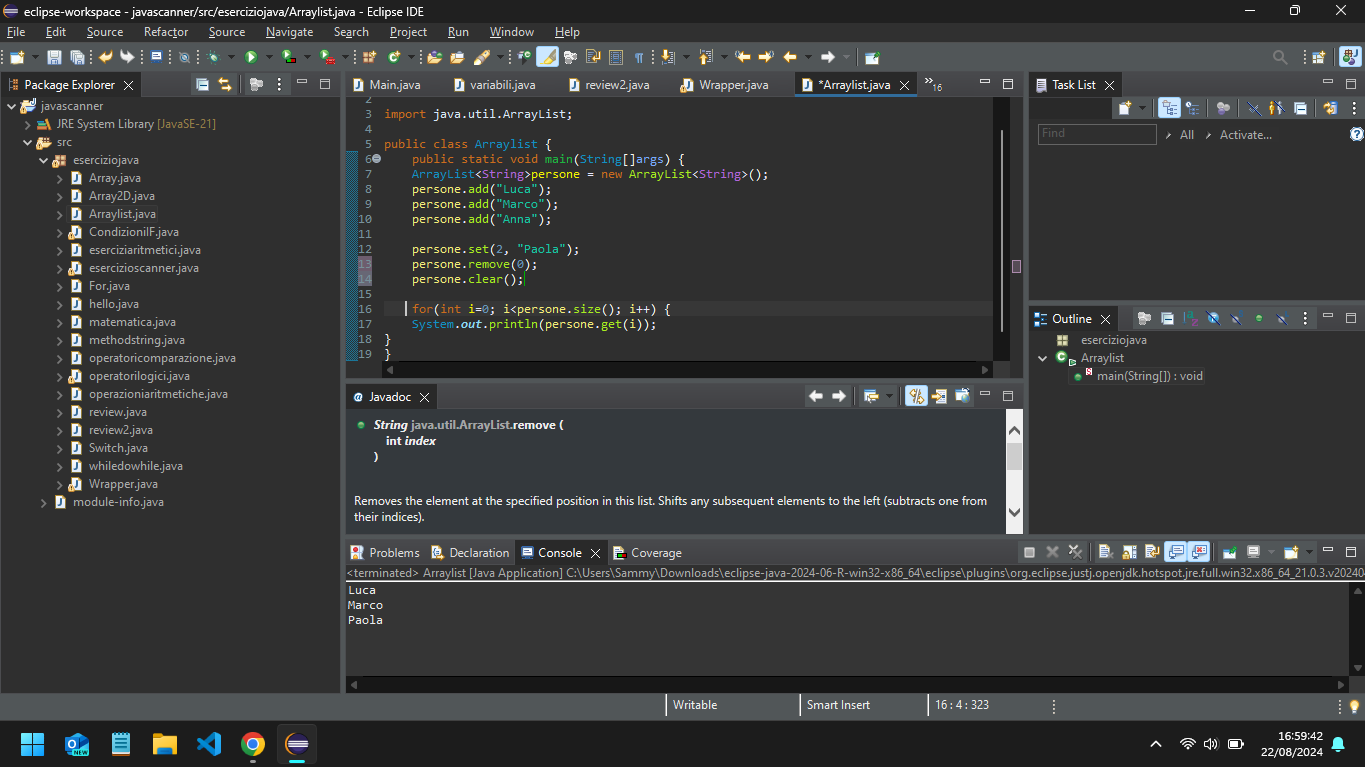 eclipse-workspace - javascanner/src/eserciziojava/Arraylist.java - Eclipse IDE
File Edit Source Refactor Source Navigate Search Project Run Window Help
Package Explorer
javascanner
JRE System Library [JavaSE-21]
src
eserciziojava
Array.java
Array2D.java
Arraylist.java
CondizioniIF.java
eserciziaritmetici.java
esercizioscanner.java
For.java
hello.java
matematica.java
methodstring.java
operatoricomparazione.java
operatorilogici.java
operazioniaritmetiche.java
review.java
review2.java
Switch.java
whiledowhile.java
Wrapper.java
module-info.java
Main.java variabili.java review2.java Wrapper.java *Arraylist.java »16
2
3 import java.util.ArrayList;
4
5 public class Arraylist {
6 public static void main(String[]args) {
7 ArrayList<String>persone = new ArrayList<String>();
8 persone.add("Luca");
9 persone.add("Marco");
10 persone.add("Anna");
11
12 persone.set(2, "Paola");
13 persone.remove(0);
14 persone.clear();
15
16 for(int i=0; i<persone.size(); i++) {
17 System.out.println(persone.get(i));
18 }
19 }
Javadoc
String java.util.ArrayList.remove (
int index
)
Removes the element at the specified position in this list. Shifts any subsequent elements to the left (subtracts one from
their indices).
Problems Declaration Console Coverage
<terminated> Arraylist [Java Application] C:\Users\Sammy\Downloads\eclipse-java-2024-06-R-win32-x86_64\eclipse\plugins\org.eclipse.justj.openjdk.hotspot.jre.full.win32.x86_64_21.0.3.v20240
Luca
Marco
Paola
Task List
Find All Activate...
Outline
eserciziojava
Arraylist
main(String[]) : void
Writable Smart Insert 16 : 4 : 323
NEW
16:59:42
22/08/2024